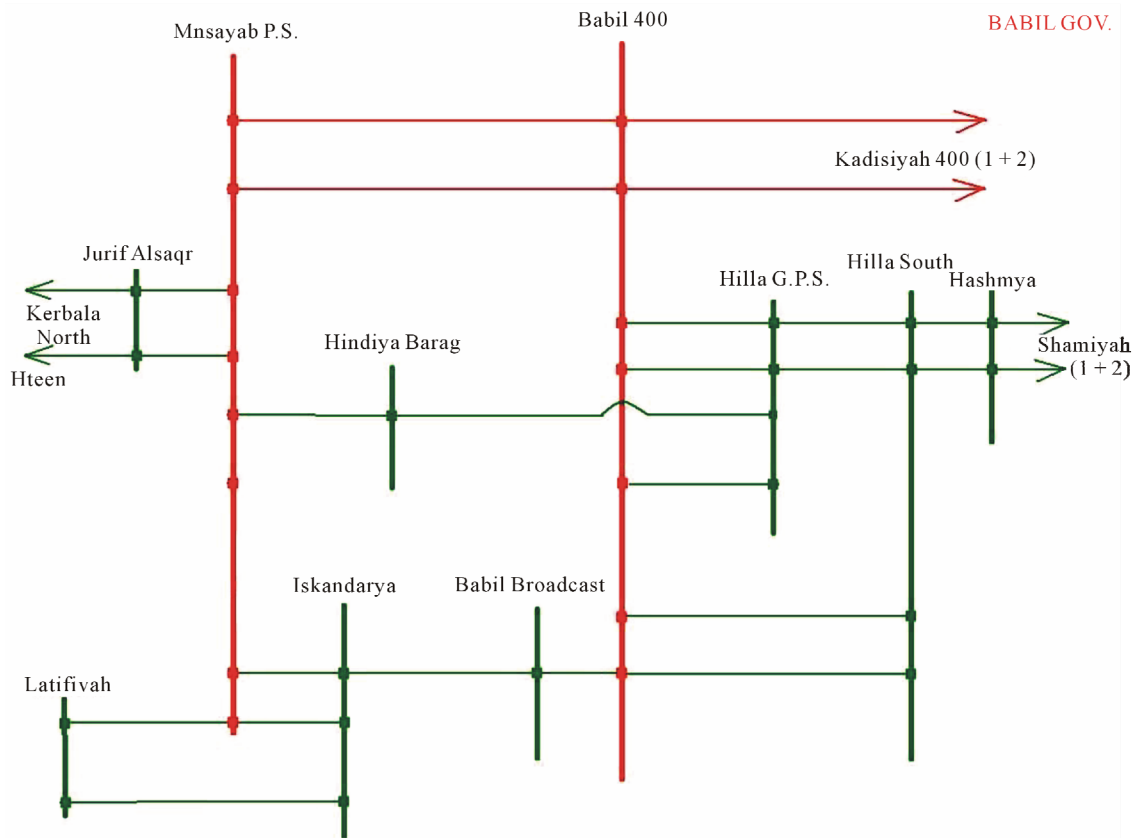 Babil 400
BABIL GOV.
Mnsayab P.S.
Kadisiyah 400 (1 + 2)
Jurif Alsaqr
Hilla South
Hilla G.P.S.
Hashmya
Kerbala
North
Hindiya Barag
Shamiyah
(1 + 2)
Hteen
Iskandarya
Babil Broadcast
Latifivah